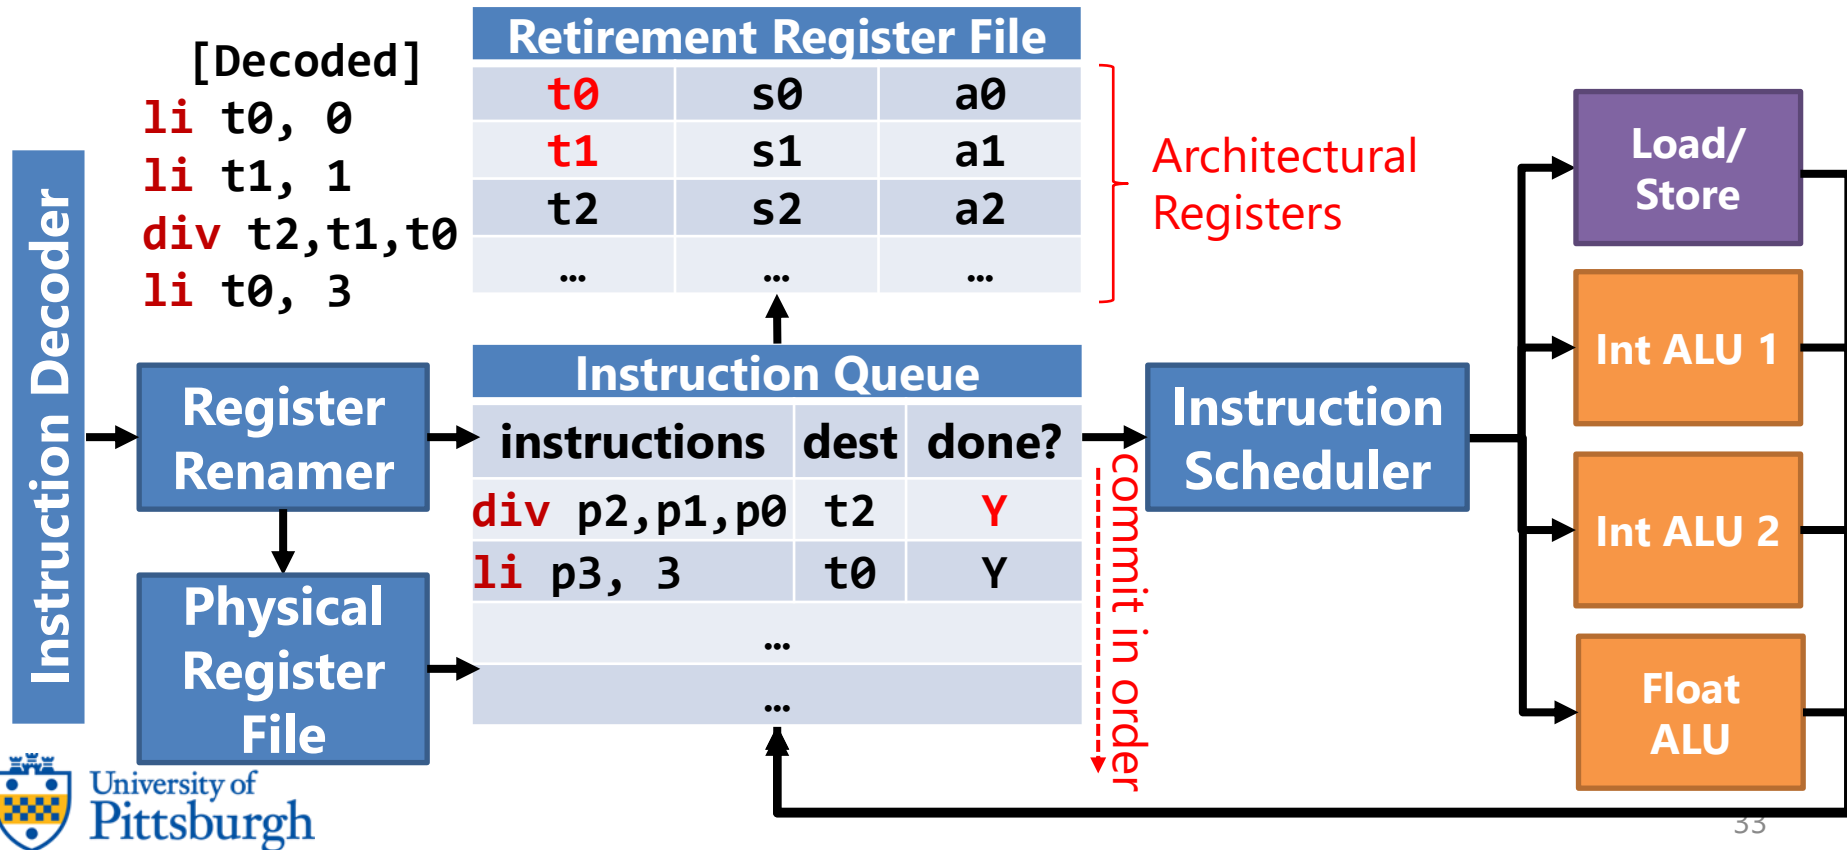 [Decoded]
li t0, 0
li t1, 1
div t2,t1,t0
li t0, 3
Instruction Decoder
Retirement Register File
t0 s0 a0
t1 s1 a1
t2 s2 a2
… … …
Architectural
Registers
Register
Renamer
Physical
Register
File
Instruction Queue
instructions dest done?
div p2,p1,p0 t2 Y
li p3, 3 t0 Y
…
…
commit in order
Instruction
Scheduler
Load/
Store
Int ALU 1
Int ALU 2
Float
ALU
University of
Pittsburgh
33